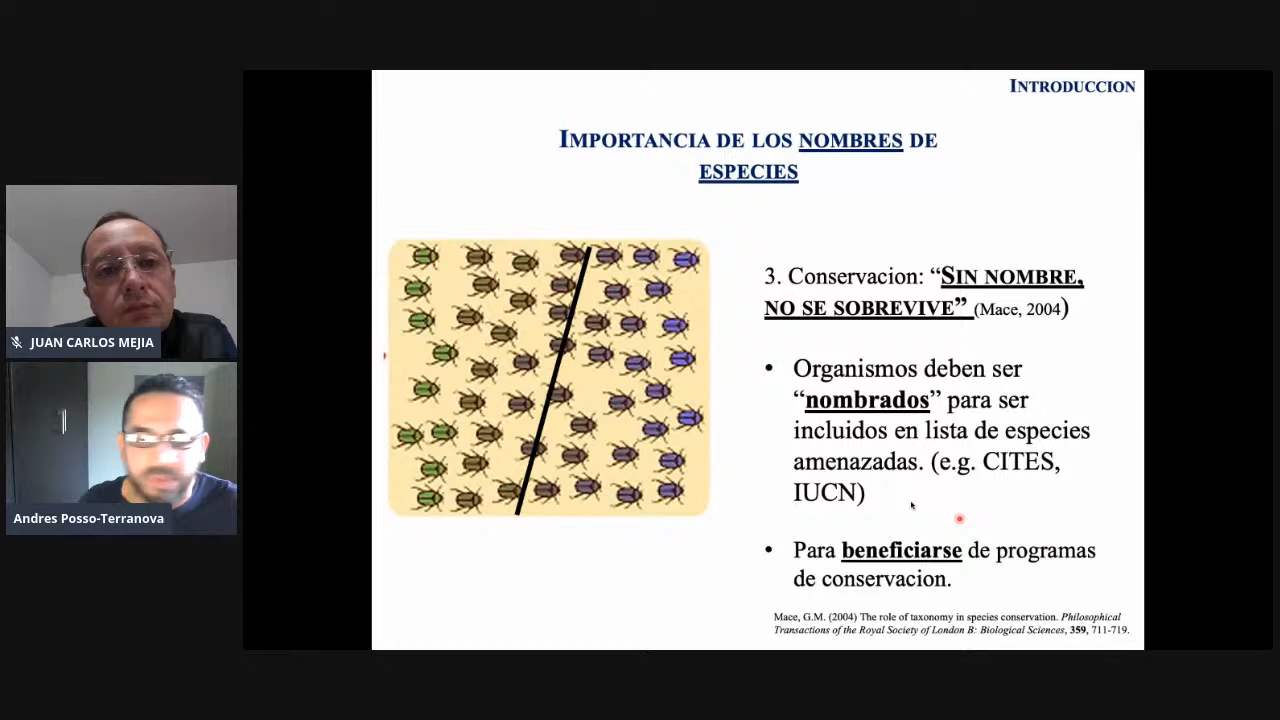 INTRODUCCION
IMPORTANCIA DE LOS NOMBRES DE
ESPECIES
3. Conservacion: “SIN NOMBRE,
NO SE SOBREVIVE” (Mace, 2004)
• Organismos deben ser
“nombrados” para ser
incluidos en lista de especies
amenazadas. (e.g. CITES,
IUCN)
• Para beneficiarse de programas
de conservacion.
Mace, G.M. (2004) The role of taxonomy in species conservation. Philosophical
Transactions of the Royal Society of London B: Biological Sciences, 359, 711-719.
JUAN CARLOS MEJIA
Andres Posso-Terranova